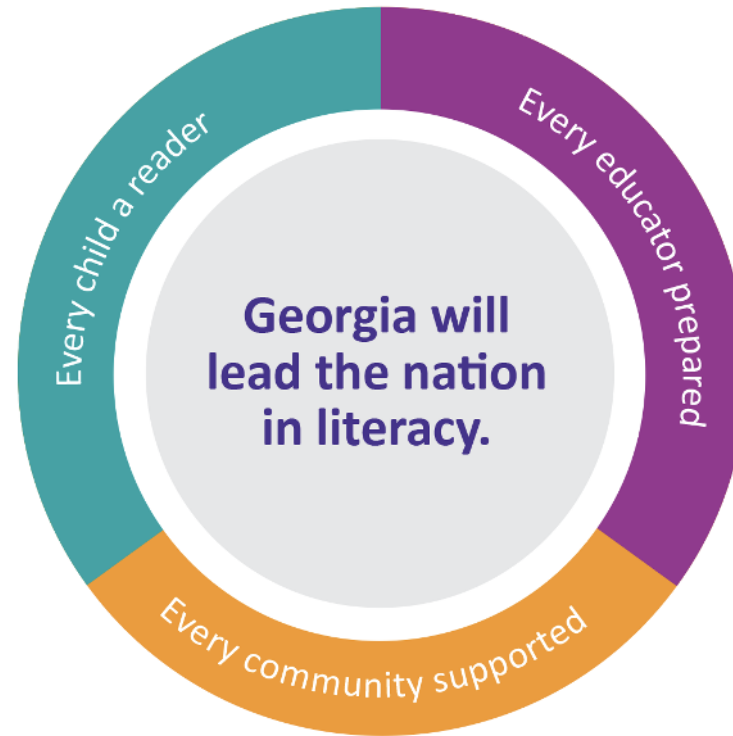 Every child a reader
Every educator prepared
Georgia will
lead the nation
in literacy.
Every community supported